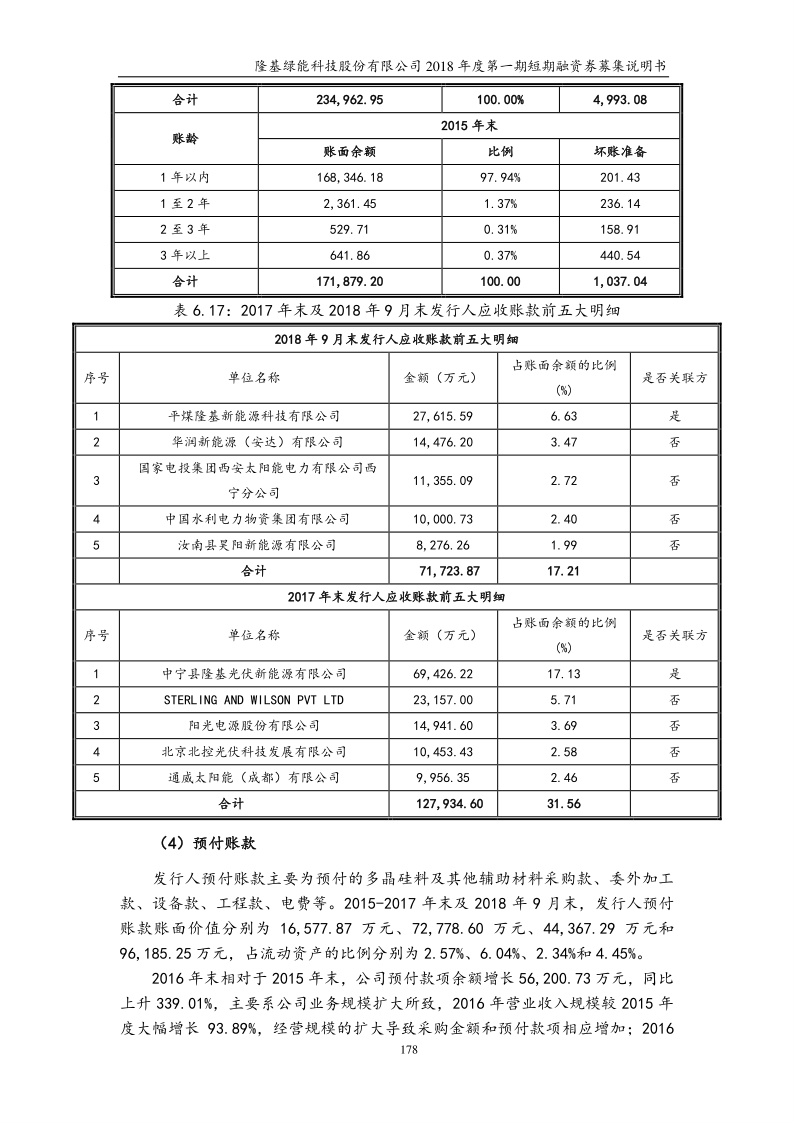 隆基绿能科技股份有限公司 2018 年度第一期短期融资券募集说明书
合计 234,962.95 100.00% 4,993.08
账龄 2015 年末
账面余额 比例 坏账准备
1 年以内 168,346.18 97.94% 201.43
1 至 2 年 2,361.45 1.37% 236.14
2 至 3 年 529.71 0.31% 158.91
3 年以上 641.86 0.37% 440.54
合计 171,879.20 100.00 1,037.04
表 6.17：2017 年末及 2018 年 9 月末发行人应收账款前五大明细
2018 年 9 月末发行人应收账款前五大明细
序号 单位名称 金额（万元） 占账面余额的比例 是否关联方
(%)
1 平煤隆基新能源科技有限公司 27,615.59 6.63 是
2 华润新能源（安达）有限公司 14,476.20 3.47 否
3 国家电投集团西安太阳能电力有限公司西 11,355.09 2.72 否
宁分公司
4 中国水利电力物资集团有限公司 10,000.73 2.40 否
5 汝南县昊阳新能源有限公司 8,276.26 1.99 否
合计 71,723.87 17.21
2017 年末发行人应收账款前五大明细
序号 单位名称 金额（万元） 占账面余额的比例 是否关联方
(%)
1 中宁县隆基光伏新能源有限公司 69,426.22 17.13 是
2 STERLING AND WILSON PVT LTD 23,157.00 5.71 否
3 阳光电源股份有限公司 14,941.60 3.69 否
4 北京北控光伏科技发展有限公司 10,453.43 2.58 否
5 通威太阳能（成都）有限公司 9,956.35 2.46 否
合计 127,934.60 31.56
（4）预付账款
发行人预付账款主要为预付的多晶硅料及其他辅助材料采购款、委外加工
款、设备款、工程款、电费等。2015-2017 年末及 2018 年 9 月末，发行人预付
账款账面价值分别为 16,577.87 万元、72,778.60 万元、44,367.29 万元和
96,185.25 万元，占流动资产的比例分别为 2.57%、6.04%、2.34%和 4.45%。
2016 年末相对于 2015 年末，公司预付款项余额增长 56,200.73 万元，同比
上升 339.01%，主要系公司业务规模扩大所致，2016 年营业收入规模较 2015 年
度大幅增长 93.89%，经营规模的扩大导致采购金额和预付款项相应增加；2016
178